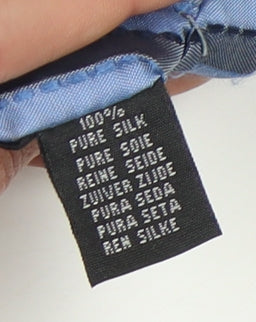 100%
PURE SILK
PURE SOIE
REINE SEIDE
ZUIVER ZIJDE
PURA SEDA
PURA SETA
REN SILKE